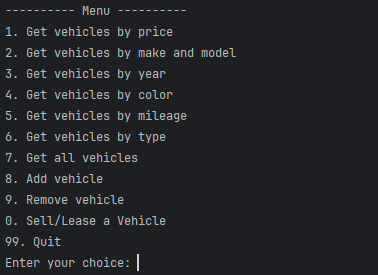 ---------- Menu ----------
1. Get vehicles by price
2. Get vehicles by make and model
3. Get vehicles by year
4. Get vehicles by color
5. Get vehicles by mileage
6. Get vehicles by type
7. Get all vehicles
8. Add vehicle
9. Remove vehicle
0. Sell/Lease a Vehicle
99. Quit
Enter your choice: